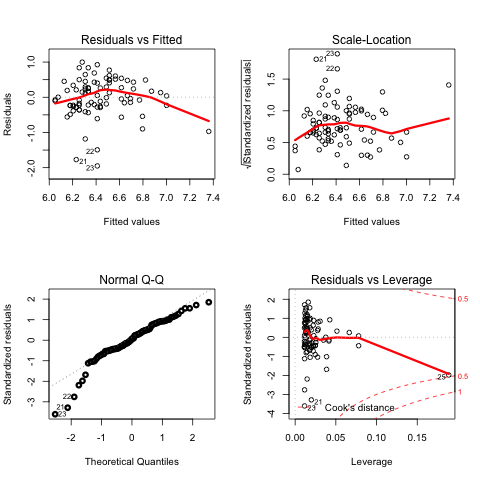 Residuals vs Fitted
Residuals
1.0
0.0
-1.0
-2.0
22
21
23
6.0 6.2 6.4 6.6 6.8 7.0 7.2 7.4
Fitted values
Scale-Location
√|Standardized residuals|
1.5
1.0
0.5
0.0
23
21
22
6.0 6.2 6.4 6.6 6.8 7.0 7.2 7.4
Fitted values
Normal Q-Q
Standardized residuals
2
1
0
-1
-2
-3
22
21
23
-2 -1 0 1 2
Theoretical Quantiles
Residuals vs Leverage
Standardized residuals
2
1
0
-1
-2
-3
-4
0.5
25
0.5
1
21
23
Cook's distance
0.00 0.05 0.10 0.15
Leverage